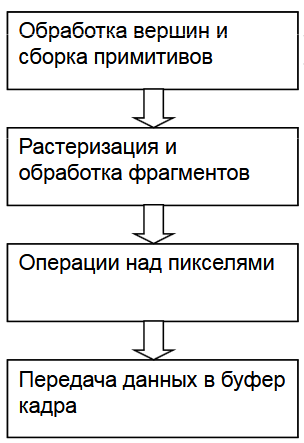 Обработка вершин и
сборка примитивов
Растеризация и
обработка фрагментов
Операции над пикселями
Передача данных в буфер
кадра